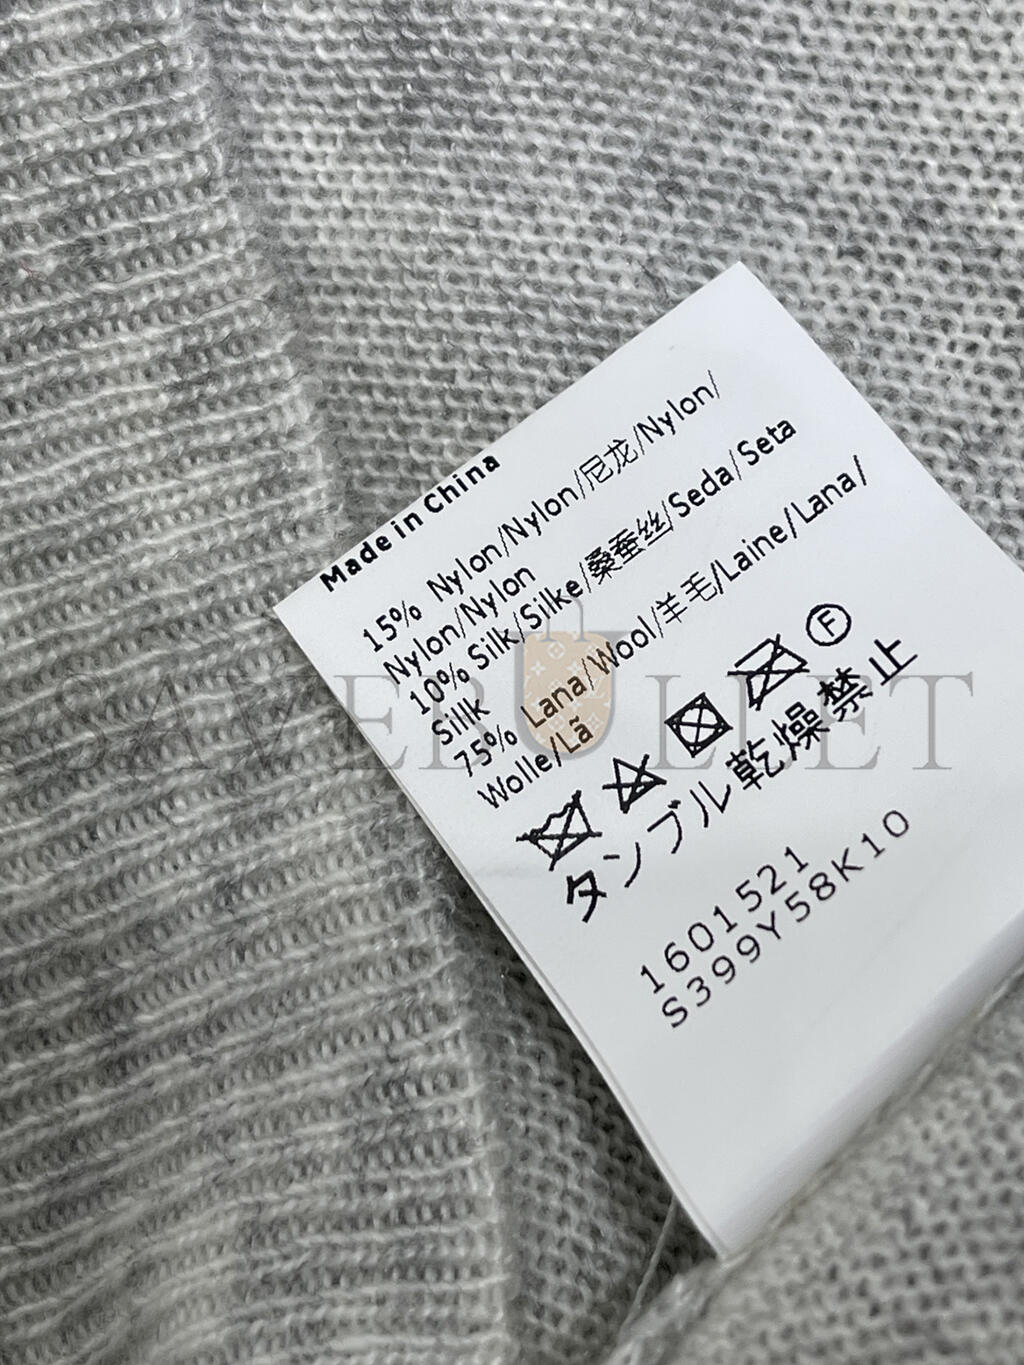 Made in China
15% Nylon/Nylon/尼龙/Nylon/
Nylon/Nylon
10% Silk/Silke/桑蚕丝/Seda/Seta
Sillk
75% Lana/Wool/羊毛/Laine/Lana/
Wolle/Lã
F
タンブル乾燥禁止
1601521
S399Y58K10
SAVERULLET